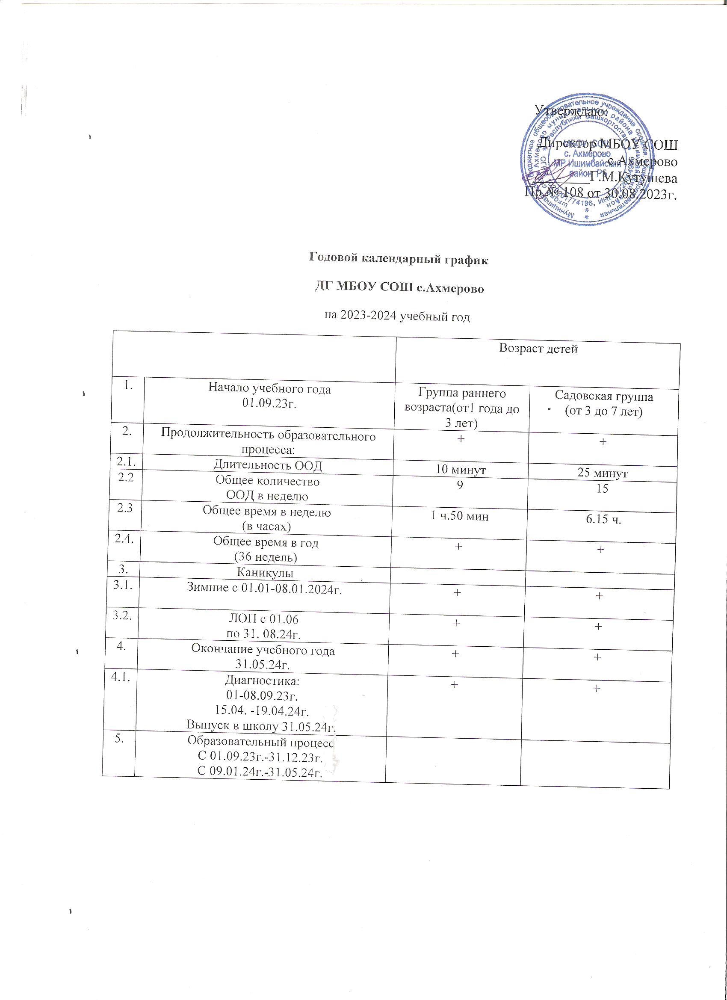 Утверждаю:
Директор МБОУ СОШ
с.Ахмерово
_________Г.М.Кутушева
Пр.№ 108 от 30.08.2023г.
МБОУ СОШ
с. Ахмерово
МР Ишимбайский
район РБ
Годовой календарный график
ДГ МБОУ СОШ с.Ахмерово
на 2023-2024 учебный год
Возраст детей
1.
Начало учебного года
01.09.23г.
Группа раннего
возраста(от1 года до
3 лет)
Садовская группа
(от 3 до 7 лет)
2.
Продолжительность образовательного
процесса:
+
+
2.1.
Длительность ООД
10 минут
25 минут
2.2
Общее количество
ООД в неделю
9
15
2.3
Общее время в неделю
(в часах)
1 ч.50 мин
6.15 ч.
2.4.
Общее время в год
(36 недель)
+
+
3.
Каникулы
3.1.
Зимние с 01.01-08.01.2024г.
+
+
3.2.
ЛОП с 01.06
по 31. 08.24г.
+
+
4.
Окончание учебного года
31.05.24г.
+
+
4.1.
Диагностика:
01-08.09.23г.
15.04. -19.04.24г.
Выпуск в школу 31.05.24г.
+
+
5.
Образовательный процесс
С 01.09.23г.-31.12.23г.
С 09.01.24г.-31.05.24г.